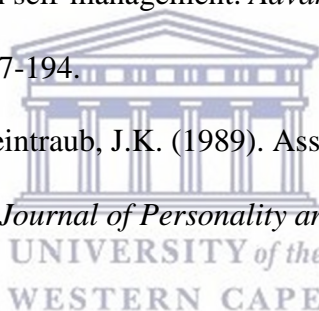 self-management. Advan
7-194.
eintraub, J.K. (1989). Ass
Journal of Personality an
UNIVERSITY of the
WESTERN CAPE